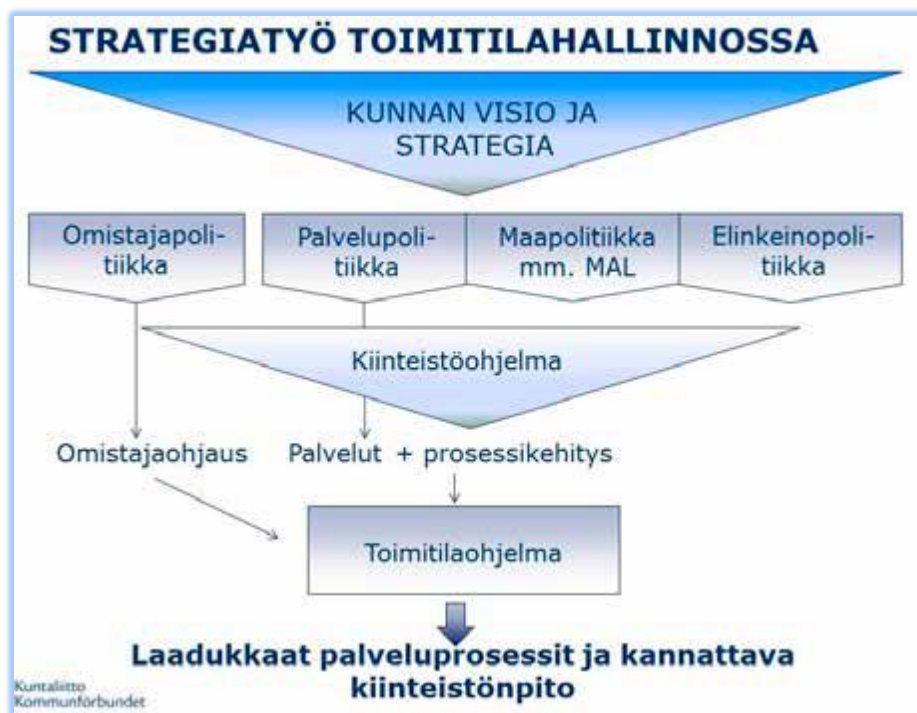 STRATEGIATYÖ TOIMITILAHALLINNOSSA
KUNNAN VISIO JA
STRATEGIA
Omistajapoli-
tiikka
Palvelupoli-
tiikka
Maapolitiikka
mm. MAL
Elinkeinopoli-
tiikka
Kiinteistöohjelma
Omistajaohjaus
Palvelut + prosessikehitys
Toimitilaohjelma
Laadukkaat palveluprosessit ja kannattava
kiinteistönpito
Kuntaliitto
Kommunförbundet